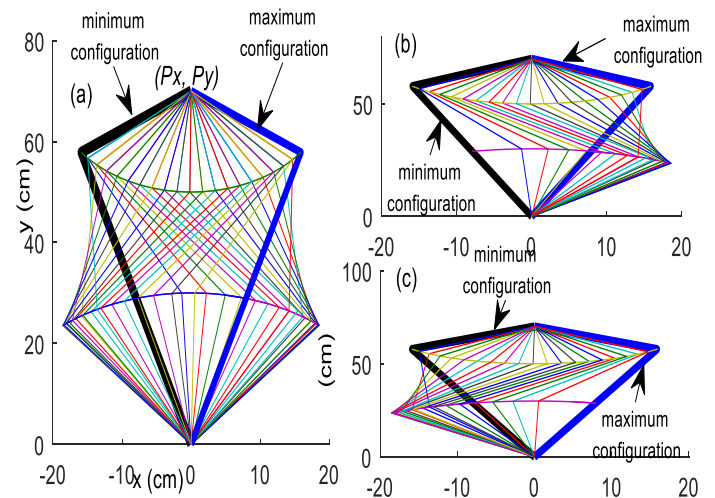 minimum
configuration
maximum
configuration
(Px, Py)
(a)
80
60
40
20
0
y (cm)
-20
-10
0
10
20
x (cm)
(cm)
(b)
maximum
configuration
minimum
configuration
50
0
-20
-10
0
10
20
minimum
configuration
(c)
100
50
0
maximum
configuration
-20
-10
0
10
20